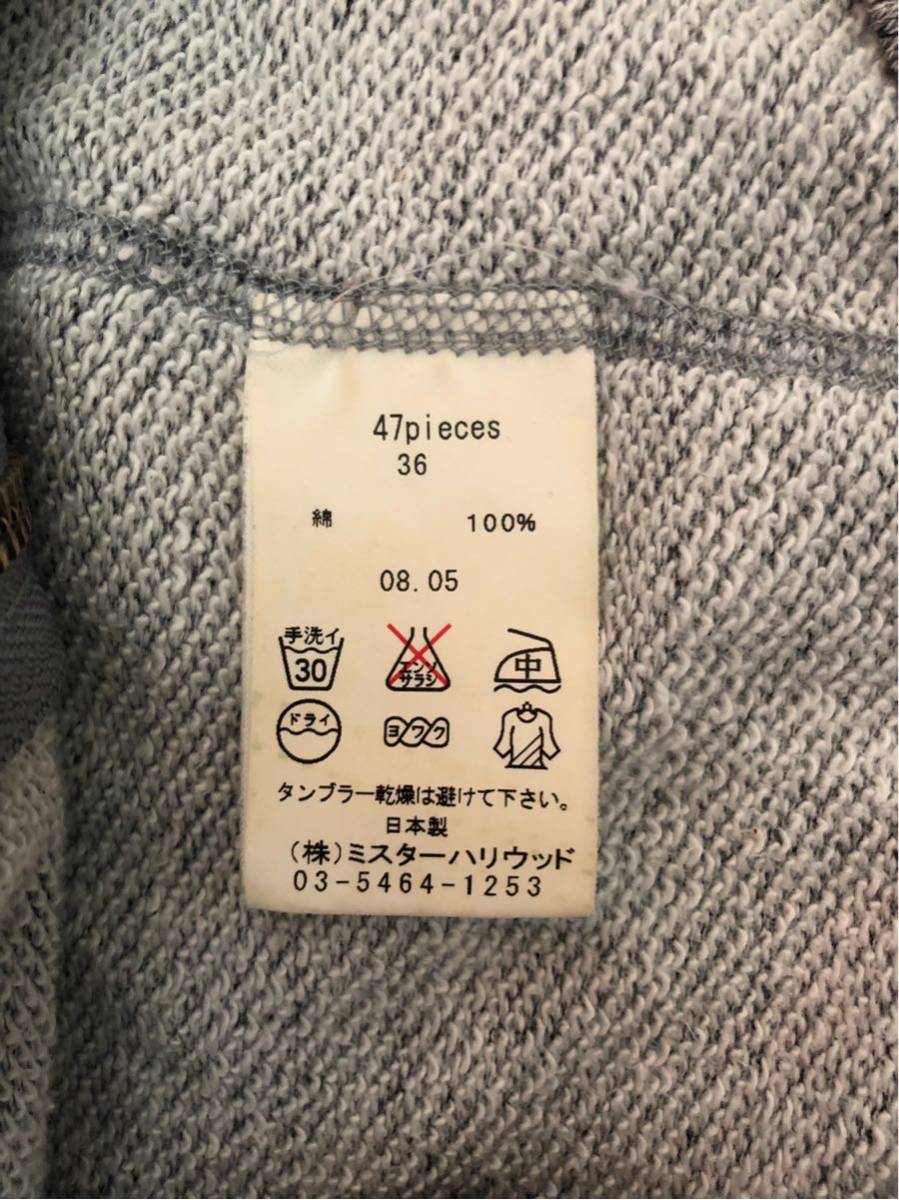 47pieces
36
綿 100%
08.05
手洗イ
30
エンソ
サラシ
中
ドライ
ヨワク
タンブラー乾燥は避けて下さい。
日本製
(株)ミスターハリウッド
03-5464-1253